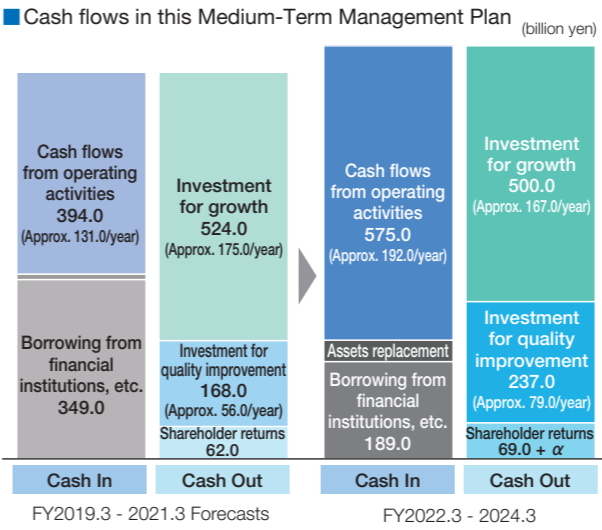 Cash flows in this Medium-Term Management Plan
(billion yen)
Cash flows
from operating
activities
394.0
(Approx. 131.0/year)
Borrowing from
financial
institutions, etc.
349.0
Investment
for growth
524.0
(Approx. 175.0/year)
Investment for
quality improvement
168.0
(Approx. 56.0/year)
Shareholder returns
62.0
Cash flows
from operating
activities
575.0
(Approx. 192.0/year)
Assets replacement
Borrowing from
financial
institutions, etc.
189.0
Investment
for growth
500.0
(Approx. 167.0/year)
Investment
for quality
improvement
237.0
(Approx. 79.0/year)
Shareholder returns
69.0 + α
Cash In
Cash Out
Cash In
Cash Out
FY2019.3 - 2021.3 Forecasts
FY2022.3 - 2024.3